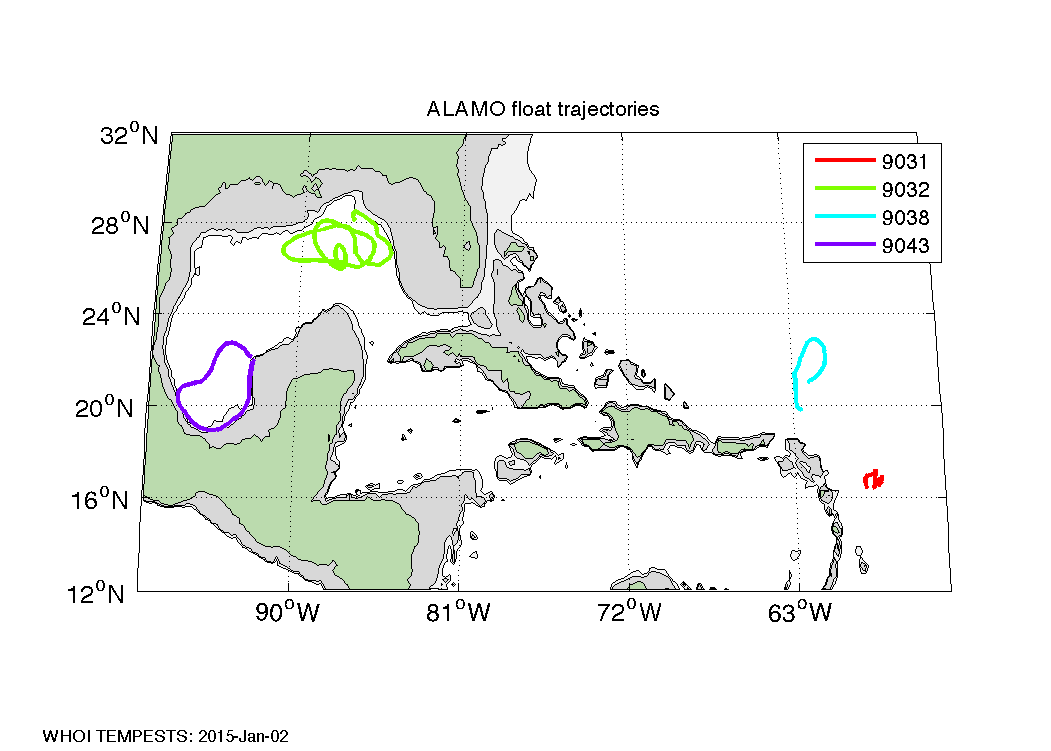 ALAMO float trajectories
32°N
28°N
24°N
20°N
16°N
12°N
90°W
81°W
72°W
63°W
9031
9032
9038
9043
WHOI TEMPESTS: 2015-Jan-02